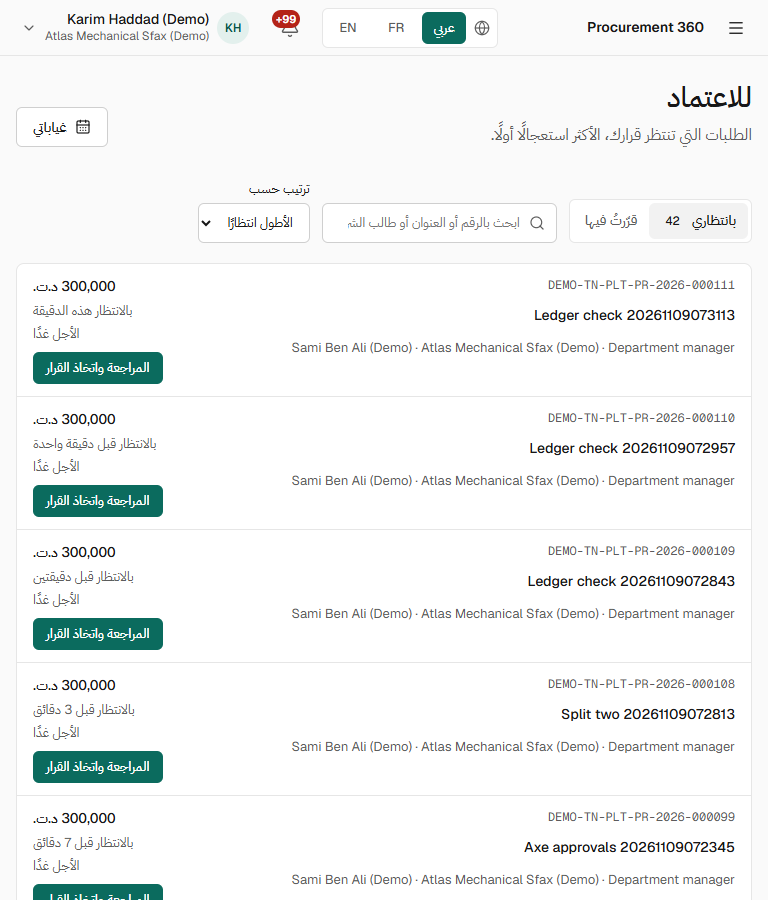 Procurement 360
عربي
FR
EN
+99
KH
Karim Haddad (Demo)
Atlas Mechanical Sfax (Demo)
للاعتماد
الطلبات التي تنتظر قرارك، الأكثر استعجالًا أولًا.
غياباتي
بانتظاري 42
قرّرتُ فيها
ابحث بالرقم أو العنوان أو طالب الش
ترتيب حسب
الأطول انتظارًا
DEMO-TN-PLT-PR-2026-000111
Ledger check 20261109073113
Sami Ben Ali (Demo) · Atlas Mechanical Sfax (Demo) · Department manager
300,000 د.ت.
بالانتظار هذه الدقيقة
الأجل غدًا
المراجعة واتخاذ القرار
DEMO-TN-PLT-PR-2026-000110
Ledger check 20261109072957
Sami Ben Ali (Demo) · Atlas Mechanical Sfax (Demo) · Department manager
300,000 د.ت.
بالانتظار قبل دقيقة واحدة
الأجل غدًا
المراجعة واتخاذ القرار
DEMO-TN-PLT-PR-2026-000109
Ledger check 20261109072843
Sami Ben Ali (Demo) · Atlas Mechanical Sfax (Demo) · Department manager
300,000 د.ت.
بالانتظار قبل دقيقتين
الأجل غدًا
المراجعة واتخاذ القرار
DEMO-TN-PLT-PR-2026-000108
Split two 20261109072813
Sami Ben Ali (Demo) · Atlas Mechanical Sfax (Demo) · Department manager
300,000 د.ت.
بالانتظار قبل 3 دقائق
الأجل غدًا
المراجعة واتخاذ القرار
DEMO-TN-PLT-PR-2026-000099
Axe approvals 20261109072345
Sami Ben Ali (Demo) · Atlas Mechanical Sfax (Demo) · Department manager
300,000 د.ت.
بالانتظار قبل 7 دقائق
الأجل غدًا
المراجعة واتخاذ القرار